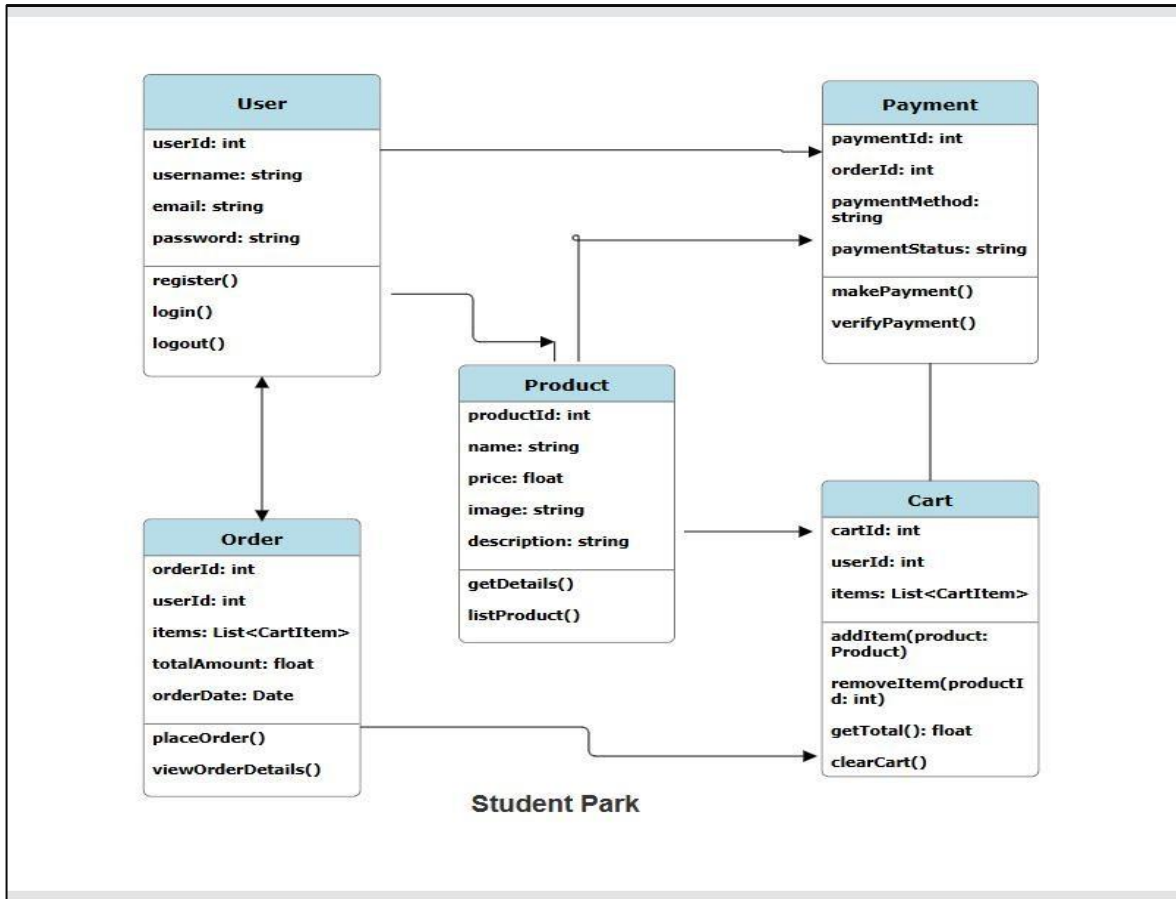 User
userId: int
username: string
email: string
password: string
register()
login()
logout()
Payment
paymentId: int
orderId: int
paymentMethod:
string
paymentStatus: string
makePayment()
verifyPayment()
Product
productId: int
name: string
price: float
image: string
description: string
getDetails()
listProduct()
Order
orderId: int
userId: int
items: List<CartItem>
totalAmount: float
orderDate: Date
placeOrder()
viewOrderDetails()
Cart
cartId: int
userId: int
items: List<CartItem>
addItem(product:
Product)
removeItem(productI
d: int)
getTotal(): float
clearCart()
Student Park